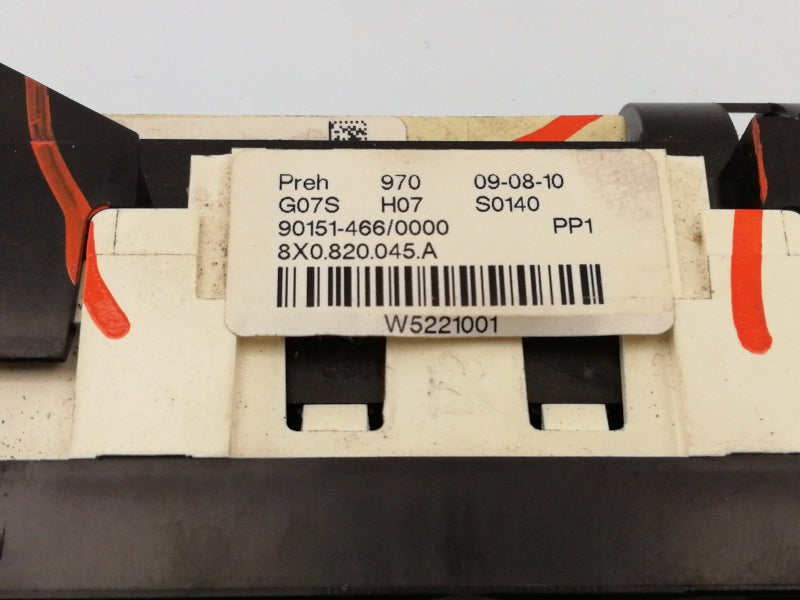 Preh 970 09-08-10
G07S H07 S0140
90151-466/0000 PP1
8X0.820.045.A
W5221001